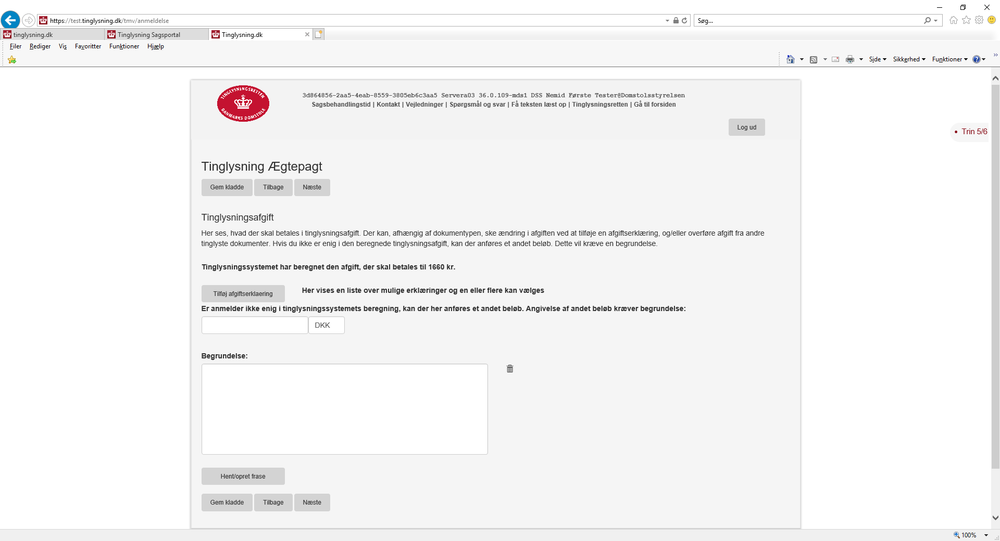 https://test.tinglysning.dk/tmv/anmeldelse
Søg...
tinglysning.dk
Tinglysning Sagsportal
Tinglysning.dk
Filer Rediger Vis Favoritter Funktioner Hjælp
Side Sikkerhed Funktioner
TINGLYSNINGSRETTEN
DANMARKS DOMSTOLE
3d864856-2aa5-4eab-8559-3805eb6c3aa5 Servera03 36.0.109-mds1 DSS Nemid Første Tester@Domstolsstyrelsen
Sagsbehandlingstid | Kontakt | Vejledninger | Spørgsmål og svar | Få teksten læst op | Tinglysningsretten | Gå til forsiden
Log ud
• Trin 5/6
Tinglysning Ægtepagt
Gem kladde Tilbage Næste
Tinglysningsafgift
Her ses, hvad der skal betales i tinglysningsafgift. Der kan, afhængig af dokumentypen, ske ændring i afgiften ved at tilføje en afgiftserklæring, og/eller overføre afgift fra andre
tinglyste dokumenter. Hvis du ikke er enig i den beregnede tinglysningsafgift, kan der anføres et andet beløb. Dette vil kræve en begrundelse.
Tinglysningssystemet har beregnet den afgift, der skal betales til 1660 kr.
Tilføj afgiftserklaering
Her vises en liste over mulige erklæringer og en eller flere kan vælges
Er anmelder ikke enig i tinglysningssystemets beregning, kan der her anføres et andet beløb. Angivelse af andet beløb kræver begrundelse:
DKK
Begrundelse:
Hent/opret frase
Gem kladde Tilbage Næste
100%